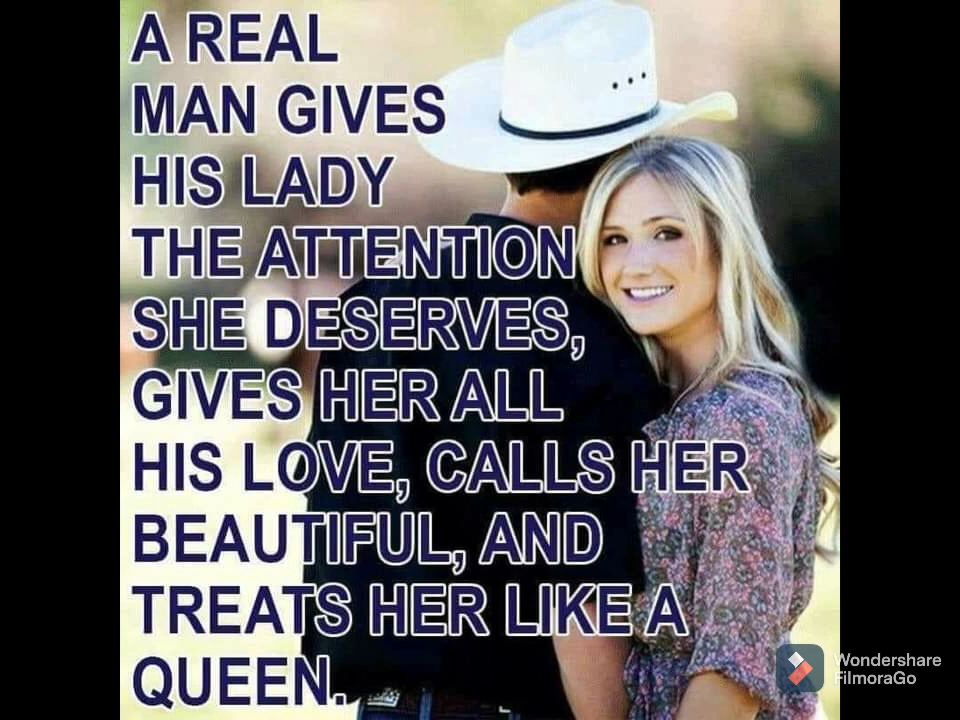 A REAL
MAN GIVES
HIS LADY
THE ATTENTION
SHE DESERVES,
GIVES HER ALL
HIS LOVE, CALLS HER
BEAUTIFUL, AND
TREATS HER LIKE A
QUEEN.
Wondershare
FilmoraGo